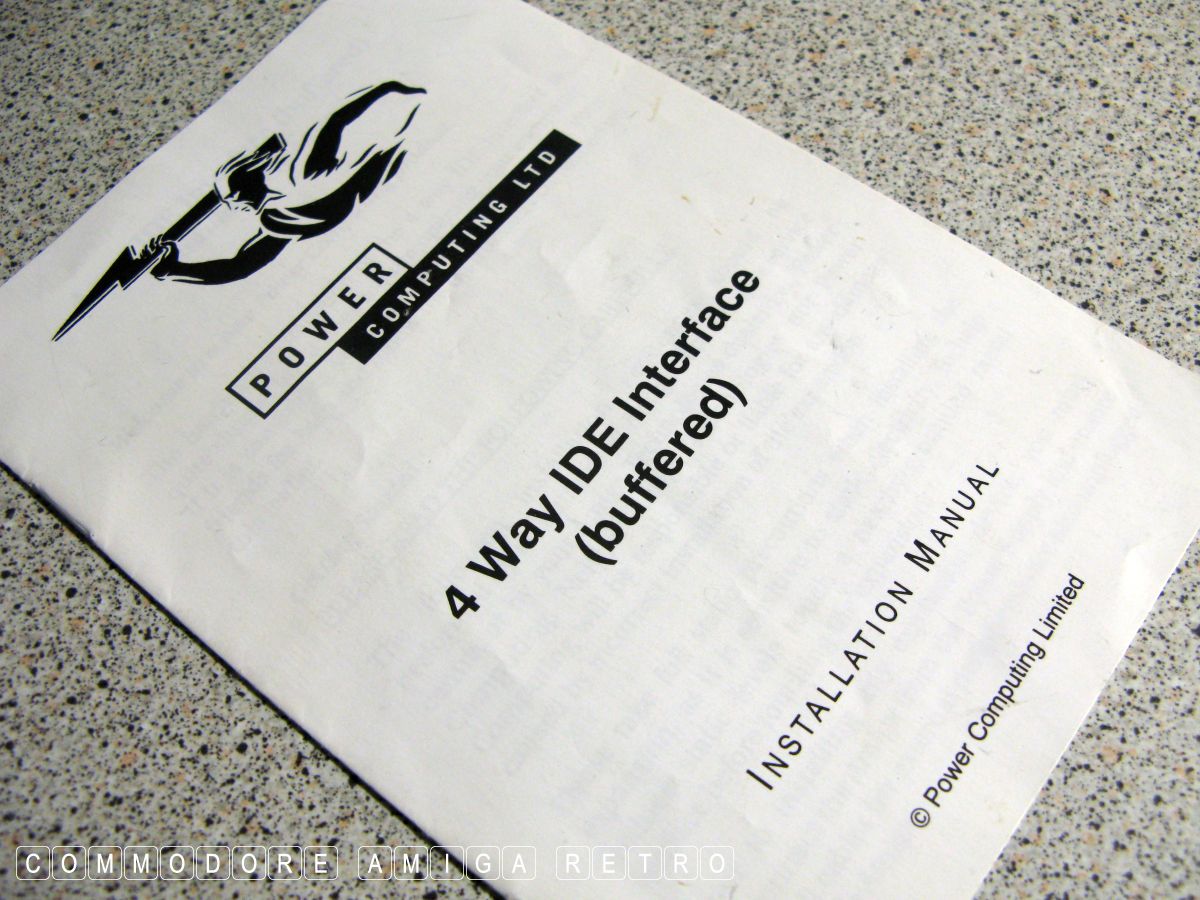 POWER
COMPUTING LTD
4 Way IDE Interface
(buffered)
INSTALLATION MANUAL
© Power Computing Limited
COMMODORE AMIGA RETRO